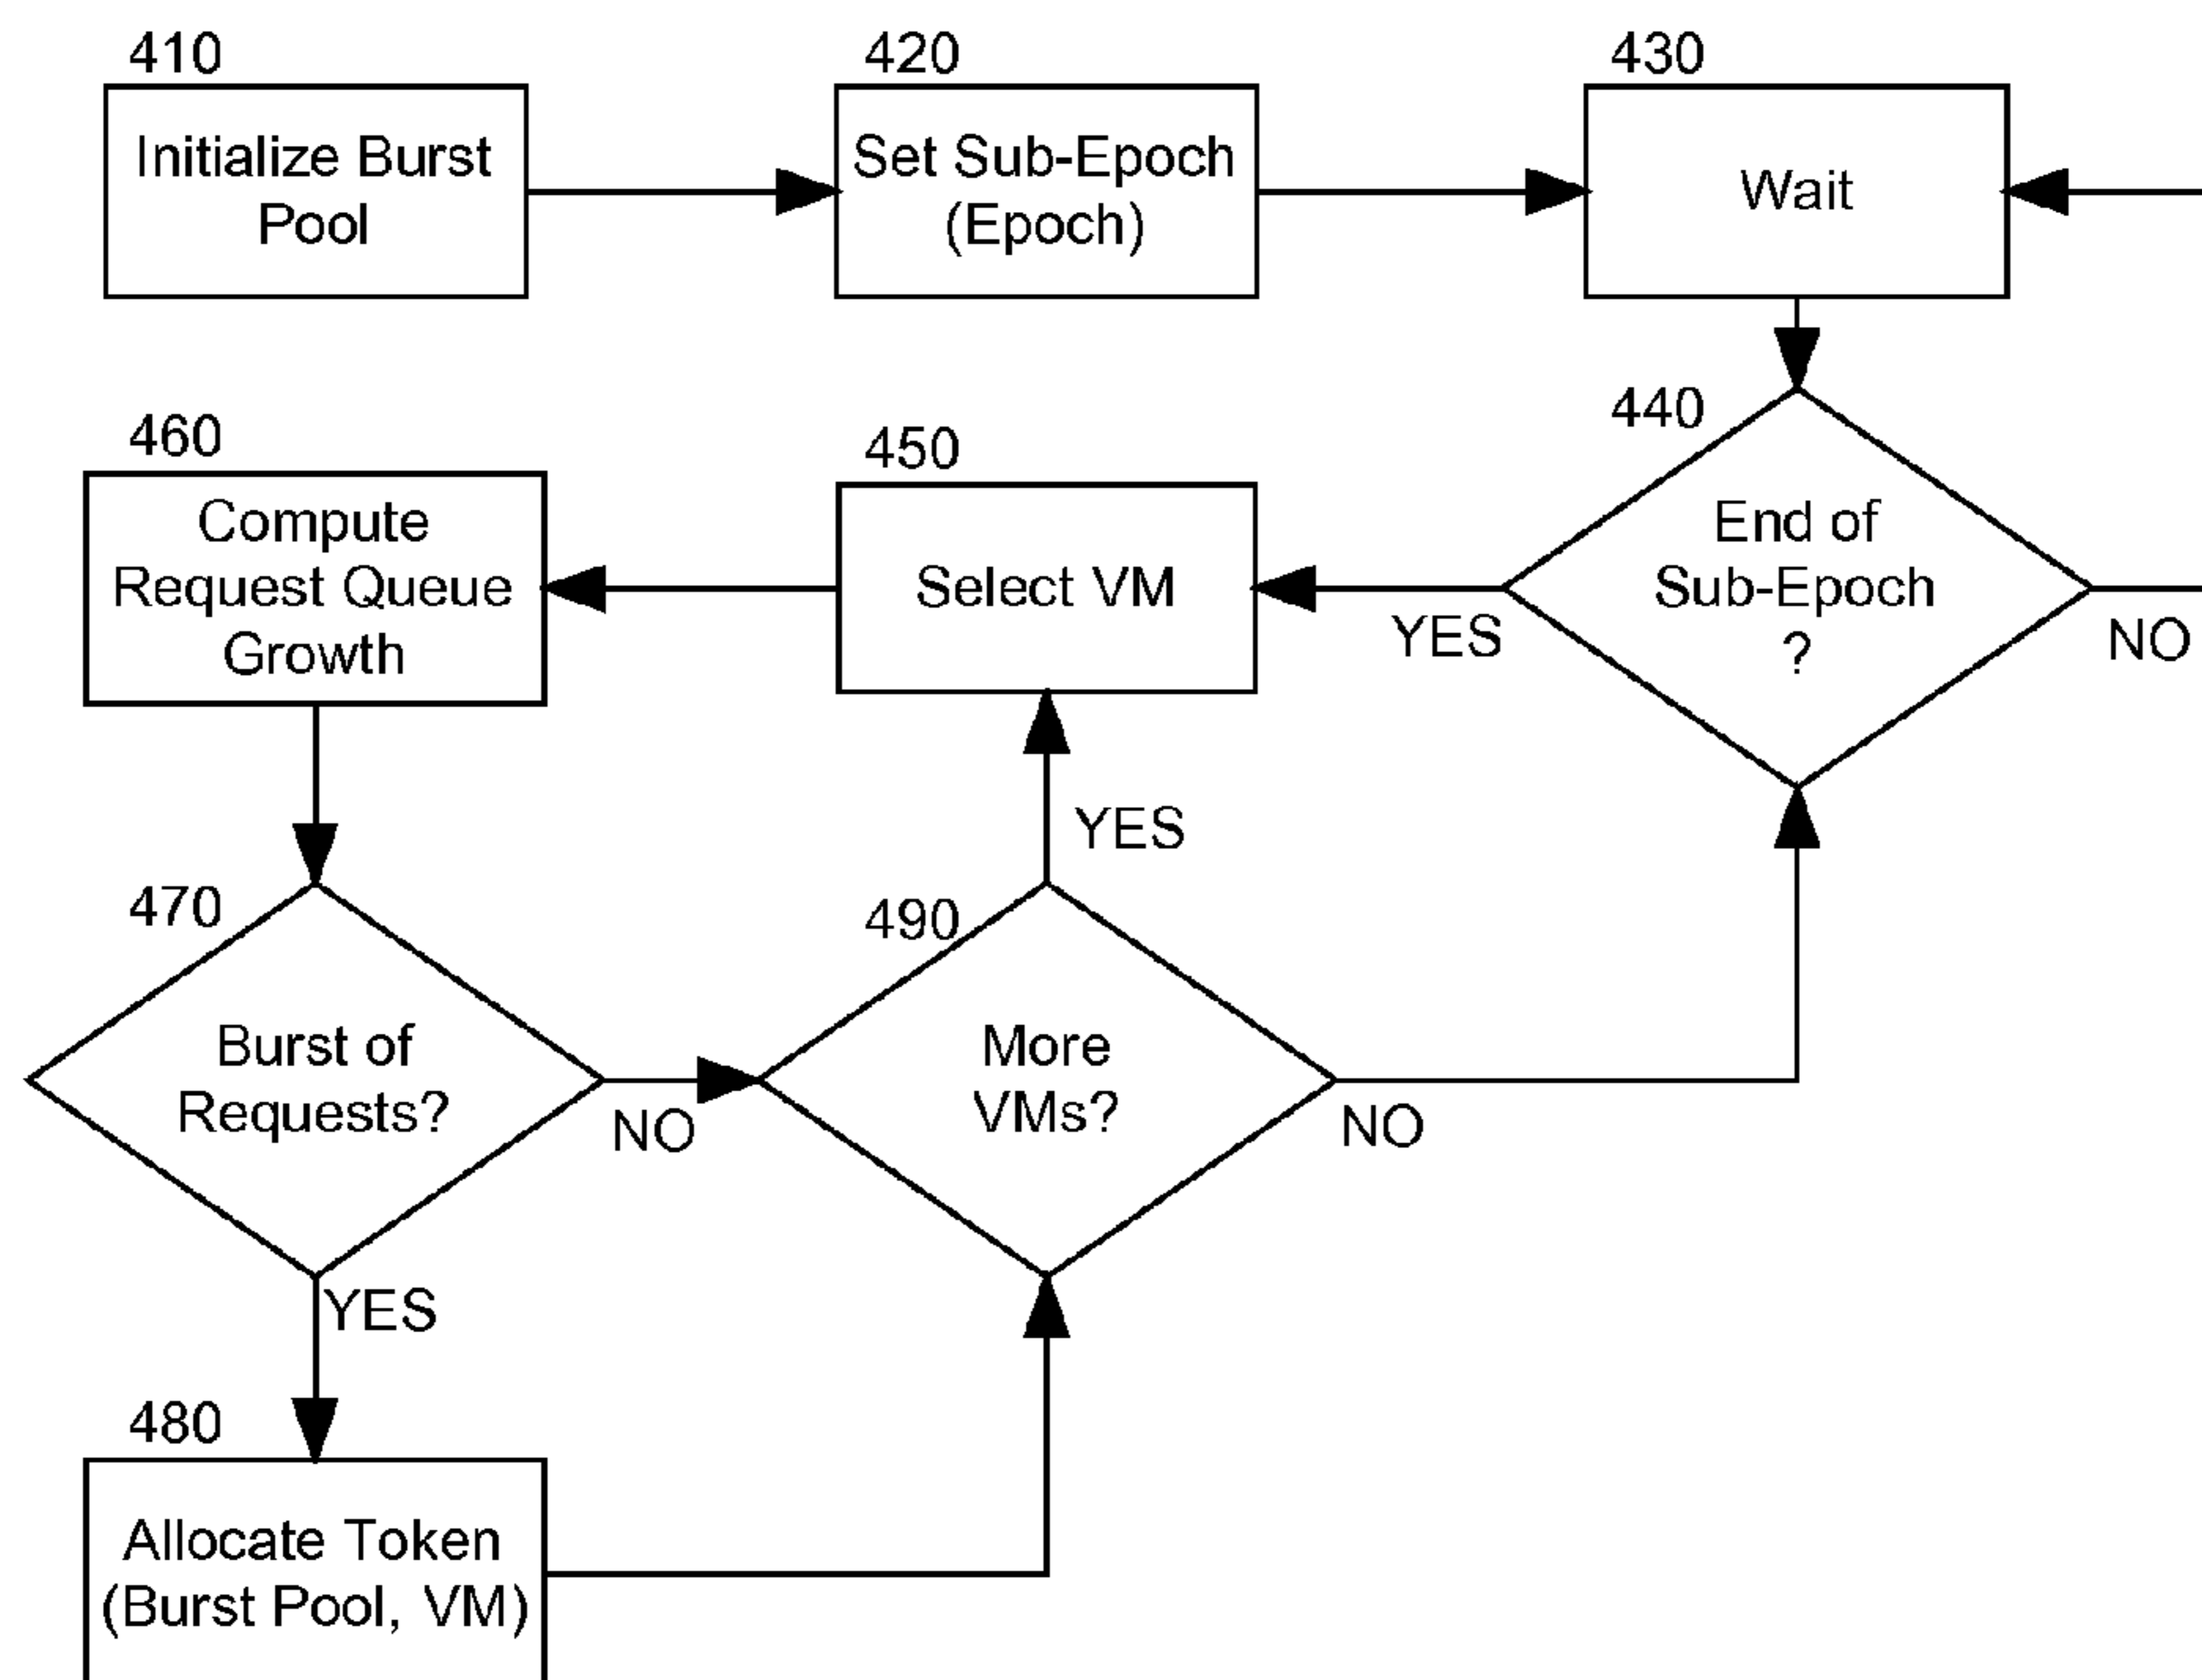 410
Initialize Burst
Pool
420
Set Sub-Epoch
(Epoch)
430
Wait
440
End of
Sub-Epoch
?
YES
NO
450
Select VM
460
Compute
Request Queue
Growth
470
Burst of
Requests?
NO
YES
480
Allocate Token
(Burst Pool, VM)
490
More
VMs?
YES
NO